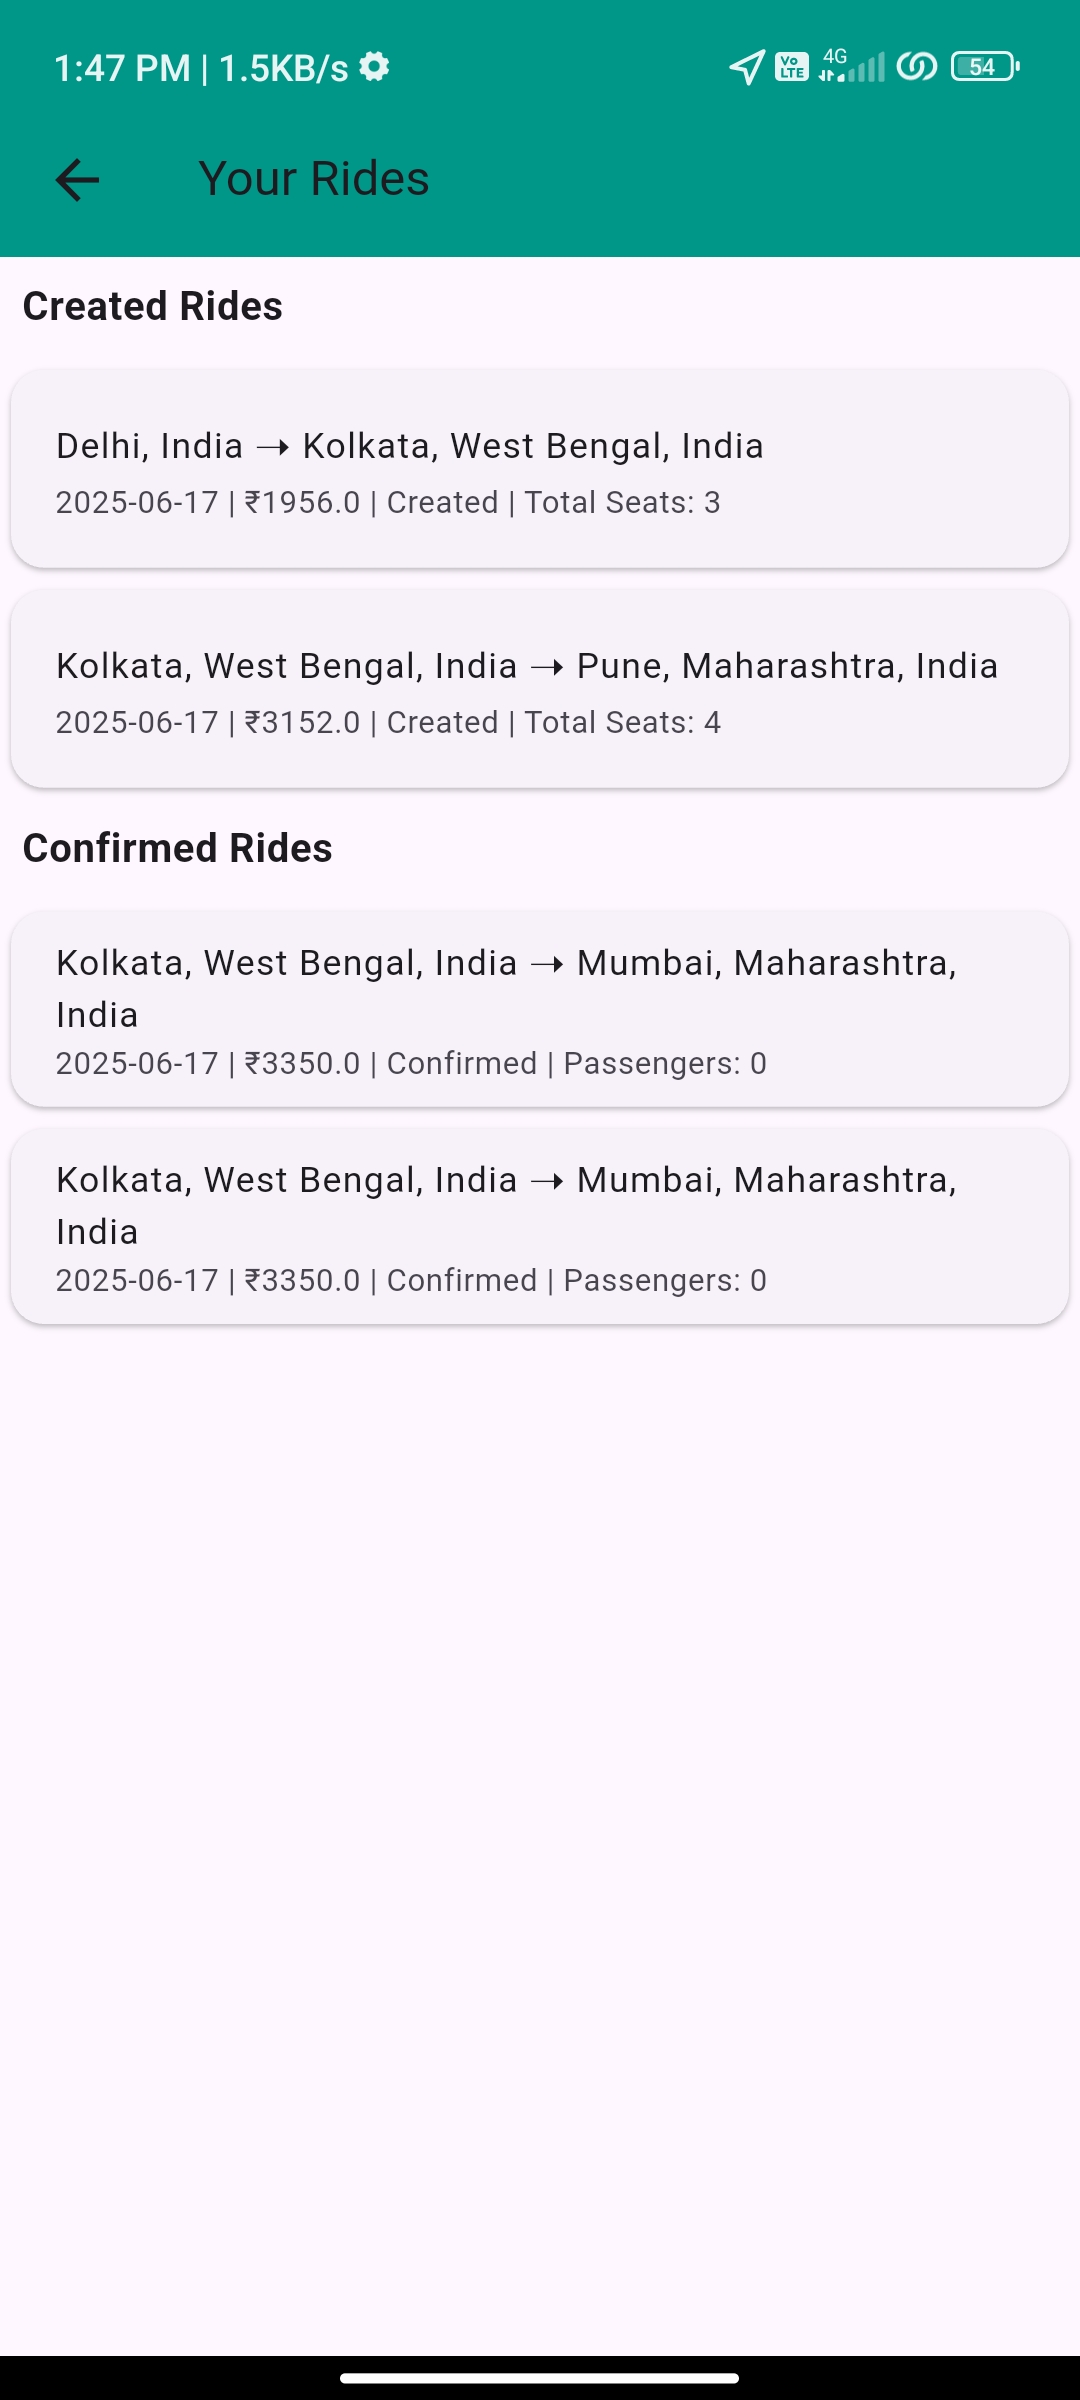 1:47 PM | 1.5KB/s
Vo LTE 4G 54
Your Rides
Created Rides
Delhi, India → Kolkata, West Bengal, India
2025-06-17 | ₹1956.0 | Created | Total Seats: 3
Kolkata, West Bengal, India → Pune, Maharashtra, India
2025-06-17 | ₹3152.0 | Created | Total Seats: 4
Confirmed Rides
Kolkata, West Bengal, India → Mumbai, Maharashtra,
India
2025-06-17 | ₹3350.0 | Confirmed | Passengers: 0
Kolkata, West Bengal, India → Mumbai, Maharashtra,
India
2025-06-17 | ₹3350.0 | Confirmed | Passengers: 0